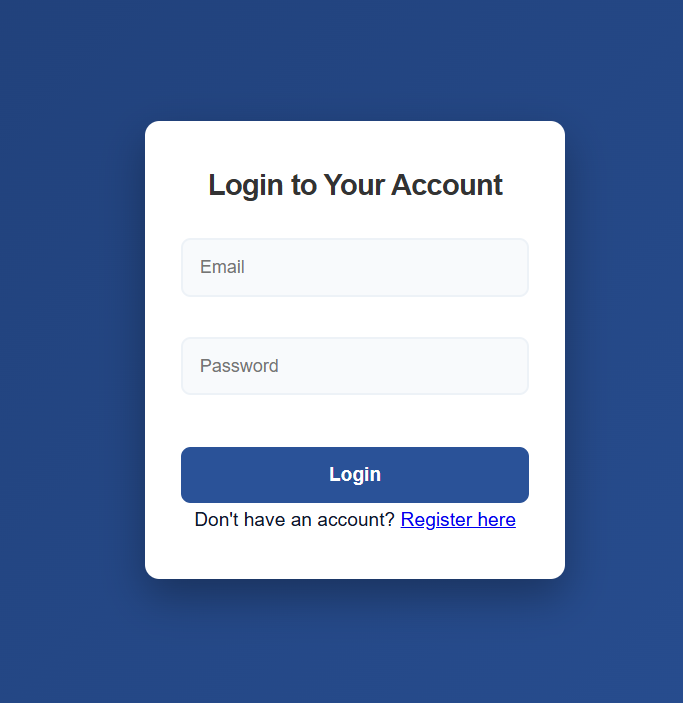 Login to Your Account
Email
Password
Login
Don't have an account? Register here